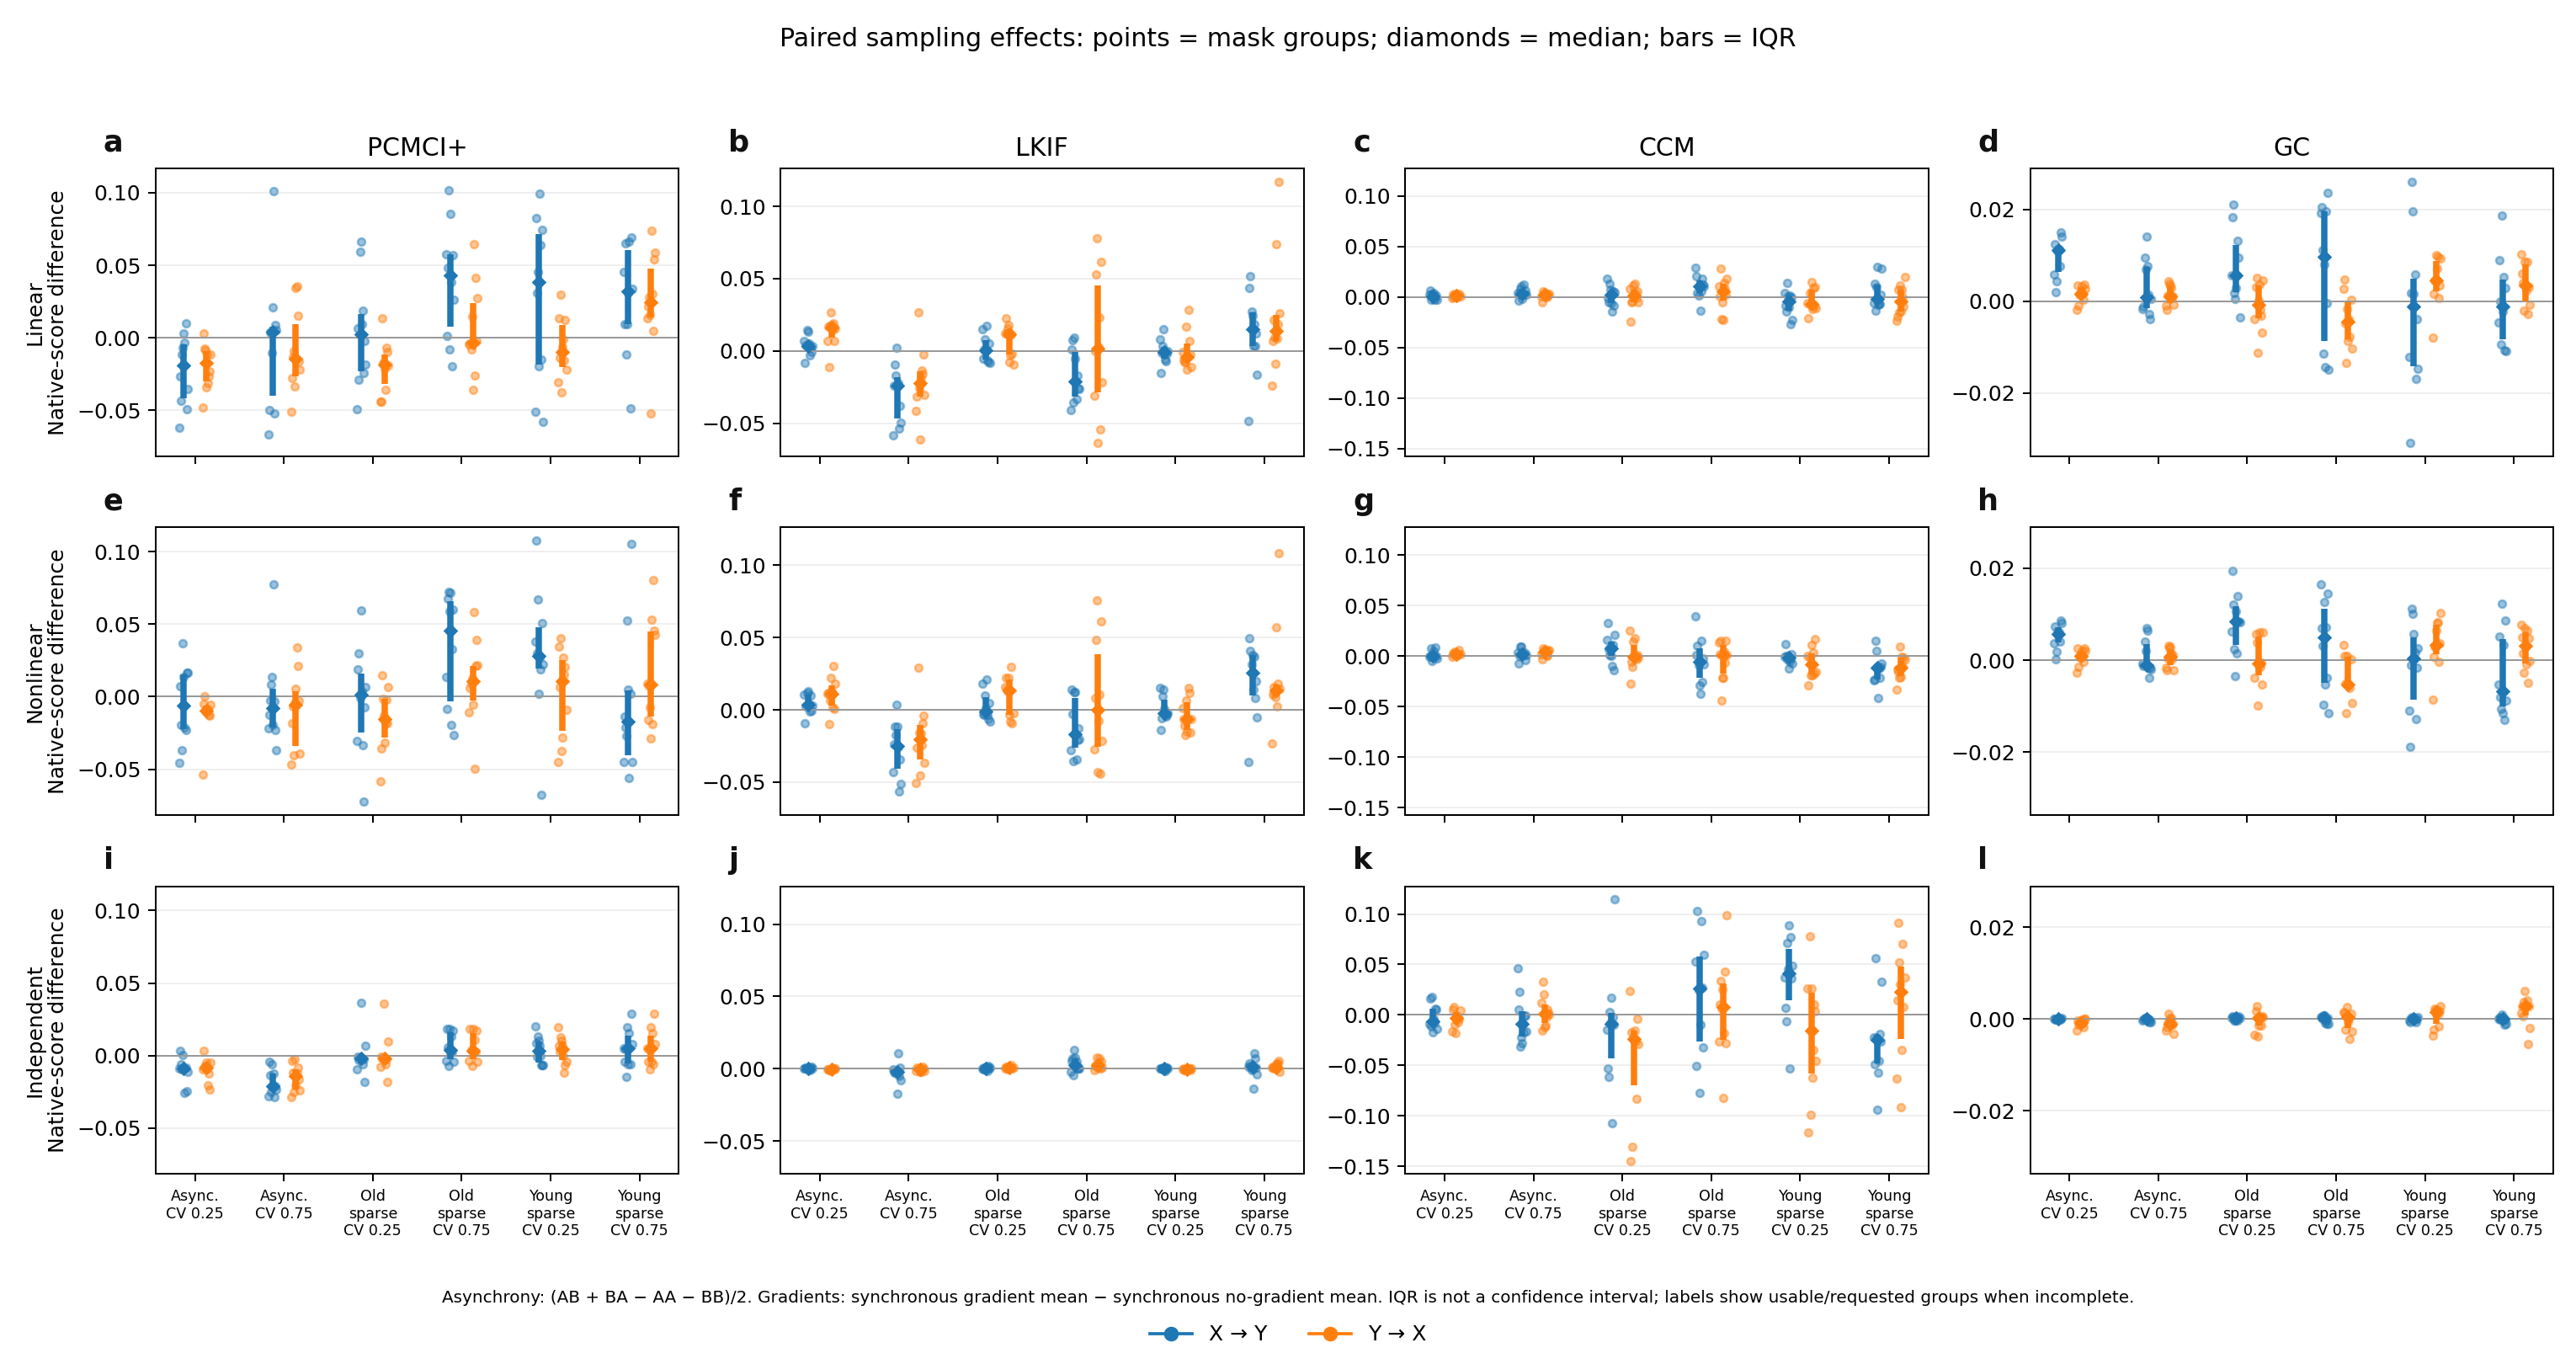 Paired sampling effects: points = mask groups; diamonds = median; bars = IQR
a
PCMCI+
b
LKIF
c
CCM
d
GC
Linear
Native-score difference
0.10
0.05
0.00
−0.05
0.10
0.05
0.00
−0.05
0.10
0.05
0.00
−0.05
−0.10
−0.15
0.02
0.00
−0.02
e
f
g
h
Nonlinear
Native-score difference
0.10
0.05
0.00
−0.05
0.10
0.05
0.00
−0.05
0.10
0.05
0.00
−0.05
−0.10
−0.15
0.02
0.00
−0.02
i
j
k
l
Independent
Native-score difference
0.10
0.05
0.00
−0.05
0.10
0.05
0.00
−0.05
0.10
0.05
0.00
−0.05
−0.10
−0.15
0.02
0.00
−0.02
Async.
CV 0.25
Async.
CV 0.75
Old
sparse
CV 0.25
Old
sparse
CV 0.75
Young
sparse
CV 0.25
Young
sparse
CV 0.75
Async.
CV 0.25
Async.
CV 0.75
Old
sparse
CV 0.25
Old
sparse
CV 0.75
Young
sparse
CV 0.25
Young
sparse
CV 0.75
Async.
CV 0.25
Async.
CV 0.75
Old
sparse
CV 0.25
Old
sparse
CV 0.75
Young
sparse
CV 0.25
Young
sparse
CV 0.75
Async.
CV 0.25
Async.
CV 0.75
Old
sparse
CV 0.25
Old
sparse
CV 0.75
Young
sparse
CV 0.25
Young
sparse
CV 0.75
Asynchrony: (AB + BA − AA − BB)/2. Gradients: synchronous gradient mean − synchronous no-gradient mean. IQR is not a confidence interval; labels show usable/requested groups when incomplete.
X → Y
Y → X